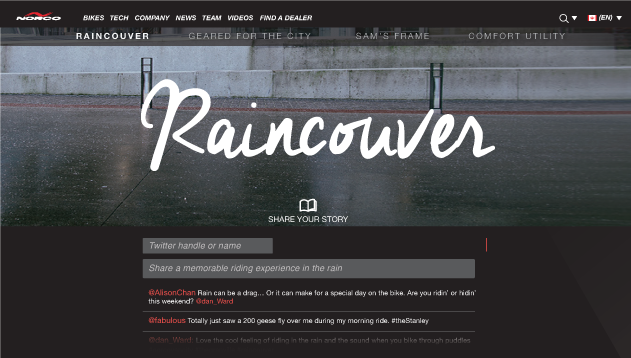 NORCO BIKES TECH COMPANY NEWS TEAM VIDEOS FIND A DEALER (EN)
RAINCOUVER GEARED FOR THE CITY SAM'S FRAME COMFORT UTILITY
Raincouver
SHARE YOUR STORY
Twitter handle or name
Share a memorable riding experience in the rain
@AlisonChan Rain can be a drag... Or it can make for a special day on the bike. Are you ridin' or hidin'
this weekend? @dan_Ward
@fabulous Totally just saw a 200 geese fly over me during my morning ride. #theStanley
@dan_Ward: Love the cool feeling of riding in the rain and the sound when you bike through puddles